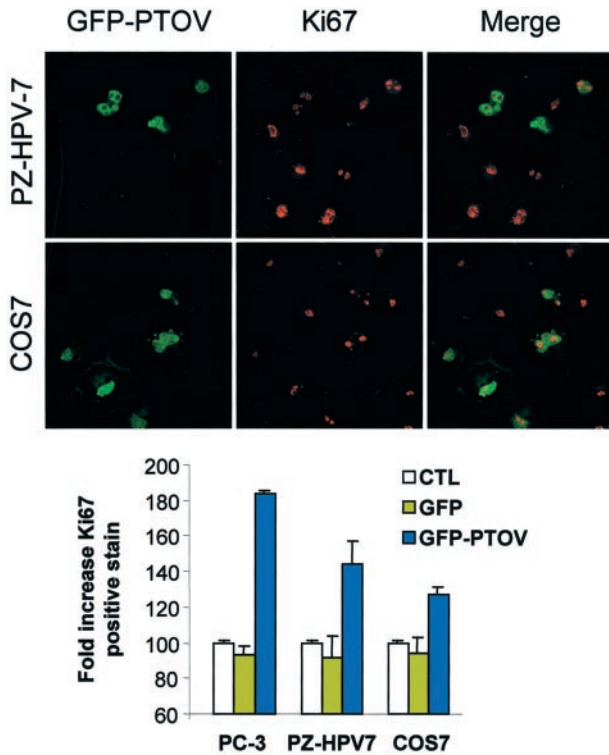 GFP-PTOV Ki67 Merge
PZ-HPV-7
COS7
Fold increase Ki67
positive stain
200
180
160
140
120
100
80
60
CTL
GFP
GFP-PTOV
PC-3 PZ-HPV7 COS7